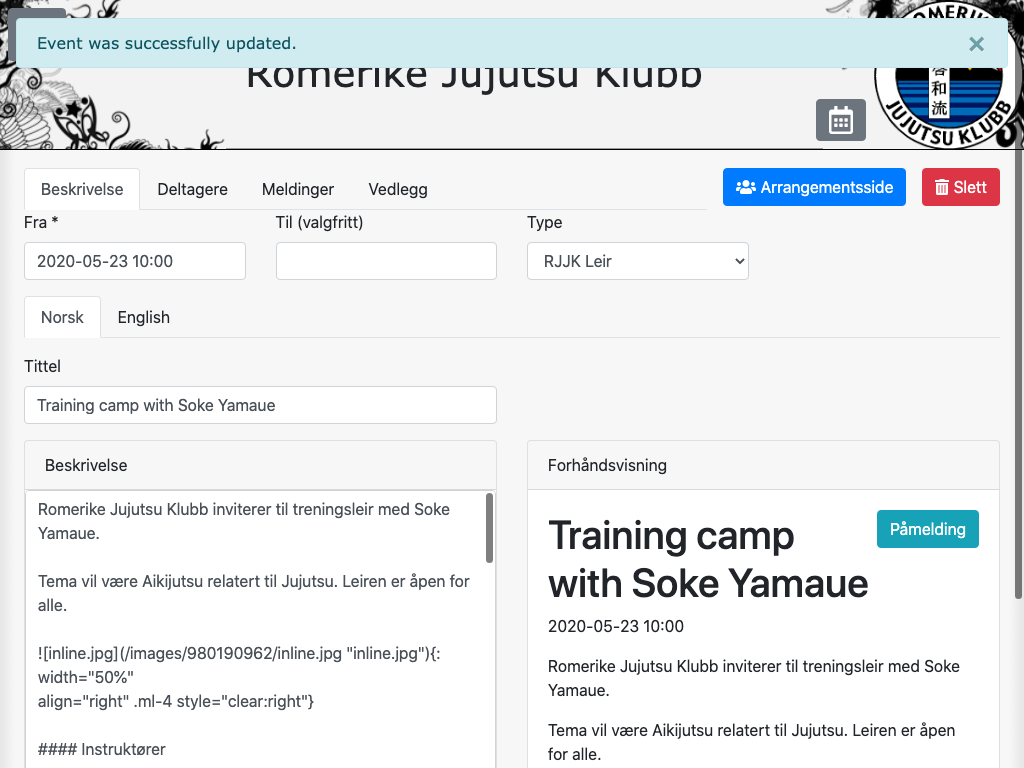 Event was successfully updated.
×
Romerike Jujutsu Klubb
ROMERIKE
啓和流
JUJUTSU KLUBB
Beskrivelse
Deltagere
Meldinger
Vedlegg
Arrangementsside
Slett
Fra *
Til (valgfritt)
Type
2020-05-23 10:00
RJJK Leir
Norsk
English
Tittel
Training camp with Soke Yamaue
Beskrivelse
Romerike Jujutsu Klubb inviterer til treningsleir med Soke
Yamaue.
Tema vil være Aikijutsu relatert til Jujutsu. Leiren er åpen for
alle.
![inline.jpg](/images/980190962/inline.jpg "inline.jpg"){:
width="50%"
align="right" .ml-4 style="clear:right"}
#### Instruktører
Forhåndsvisning
Training camp
with Soke Yamaue
Påmelding
2020-05-23 10:00
Romerike Jujutsu Klubb inviterer til treningsleir med Soke
Yamaue.
Tema vil være Aikijutsu relatert til Jujutsu. Leiren er åpen
for alle.